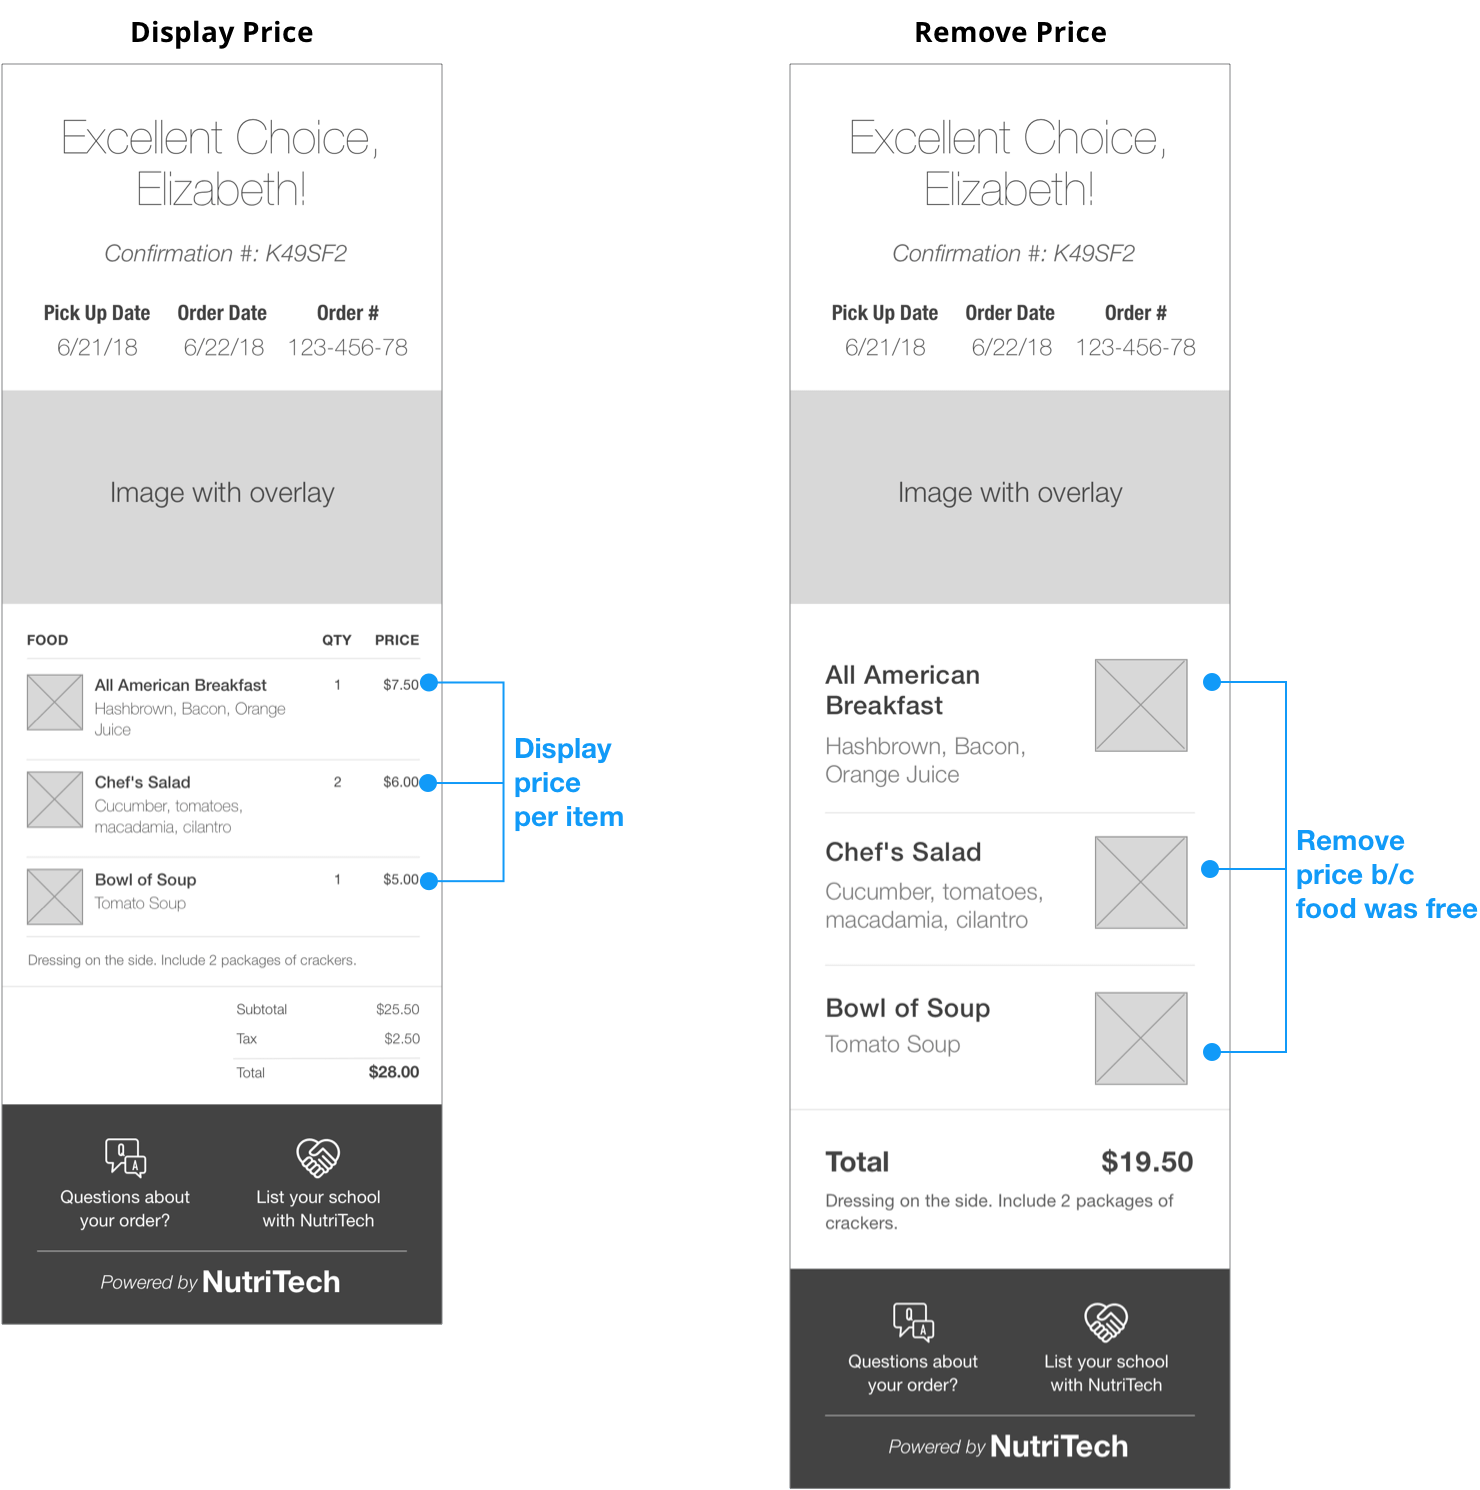 Display Price
Excellent Choice,
Elizabeth!
Confirmation #: K49SF2
Pick Up Date Order Date Order #
6/21/18 6/22/18 123-456-78
Image with overlay
FOOD QTY PRICE
All American Breakfast 1 $7.50
Hashbrown, Bacon, Orange
Juice
Chef's Salad 2 $6.00
Cucumber, tomatoes,
macadamia, cilantro
Bowl of Soup 1 $5.00
Tomato Soup
Dressing on the side. Include 2 packages of crackers.
Subtotal $25.50
Tax $2.50
Total $28.00
Display
price
per item
Q
A
Questions about
your order?
List your school
with NutriTech
Powered by NutriTech
Remove Price
Excellent Choice,
Elizabeth!
Confirmation #: K49SF2
Pick Up Date Order Date Order #
6/21/18 6/22/18 123-456-78
Image with overlay
All American
Breakfast
Hashbrown, Bacon,
Orange Juice
Chef's Salad
Cucumber, tomatoes,
macadamia, cilantro
Bowl of Soup
Tomato Soup
Total $19.50
Dressing on the side. Include 2 packages of
crackers.
Remove
price b/c
food was free
Q
A
Questions about
your order?
List your school
with NutriTech
Powered by NutriTech